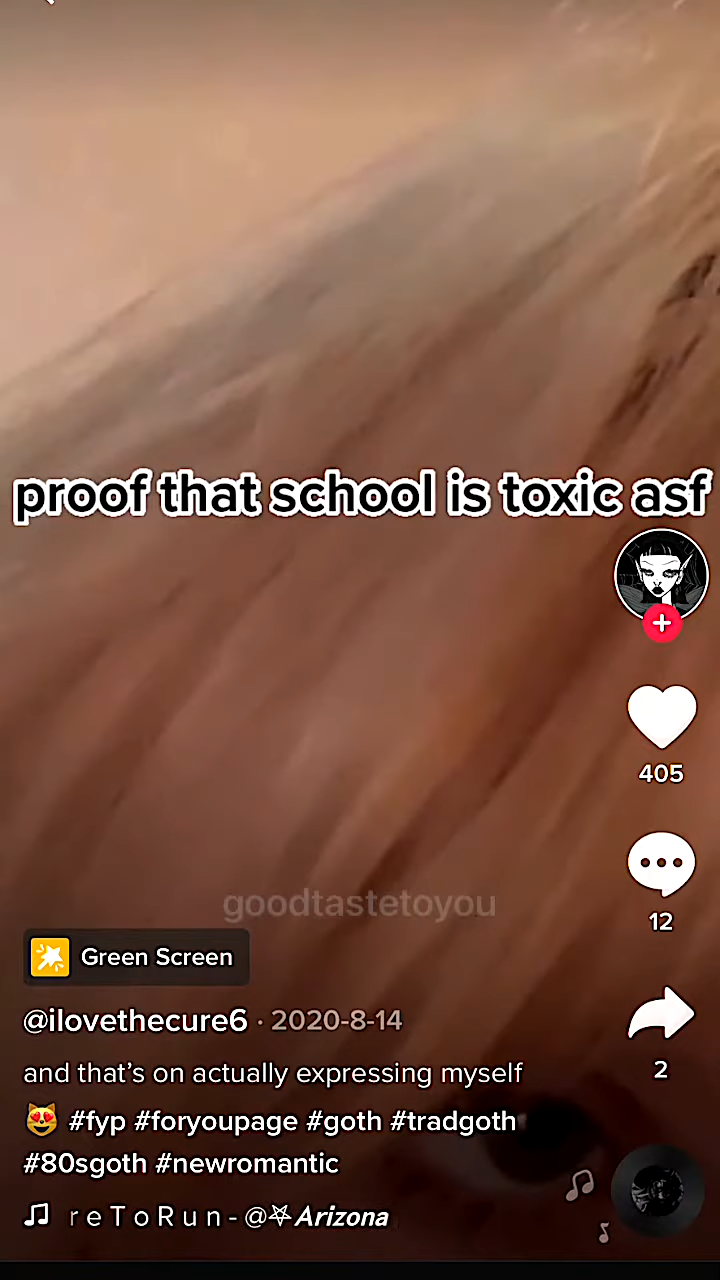 proof that school is toxic asf
405
12
goodtastetoyou
Green Screen
@ilovethecure6 · 2020-8-14
2
and that's on actually expressing myself
😻 #fyp #foryoupage #goth #tradgoth
#80sgoth #newromantic
r e T o R u n - @⛧Arizona